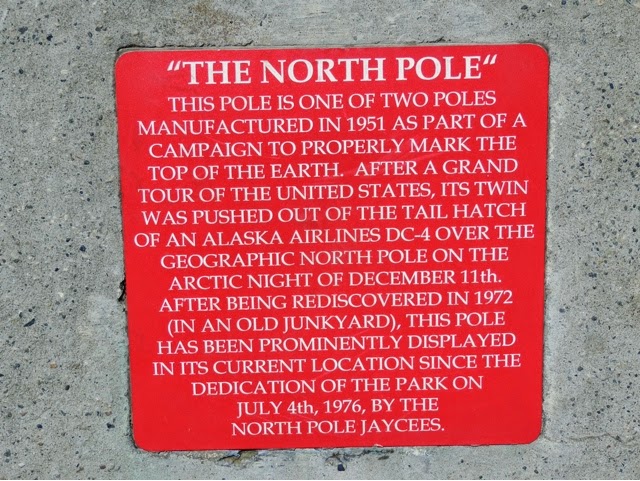 “THE NORTH POLE“
THIS POLE IS ONE OF TWO POLES
MANUFACTURED IN 1951 AS PART OF A
CAMPAIGN TO PROPERLY MARK THE
TOP OF THE EARTH. AFTER A GRAND
TOUR OF THE UNITED STATES, ITS TWIN
WAS PUSHED OUT OF THE TAIL HATCH
OF AN ALASKA AIRLINES DC-4 OVER THE
GEOGRAPHIC NORTH POLE ON THE
ARCTIC NIGHT OF DECEMBER 11th.
AFTER BEING REDISCOVERED IN 1972
(IN AN OLD JUNKYARD), THIS POLE
HAS BEEN PROMINENTLY DISPLAYED
IN ITS CURRENT LOCATION SINCE THE
DEDICATION OF THE PARK ON
JULY 4th, 1976, BY THE
NORTH POLE JAYCEES.